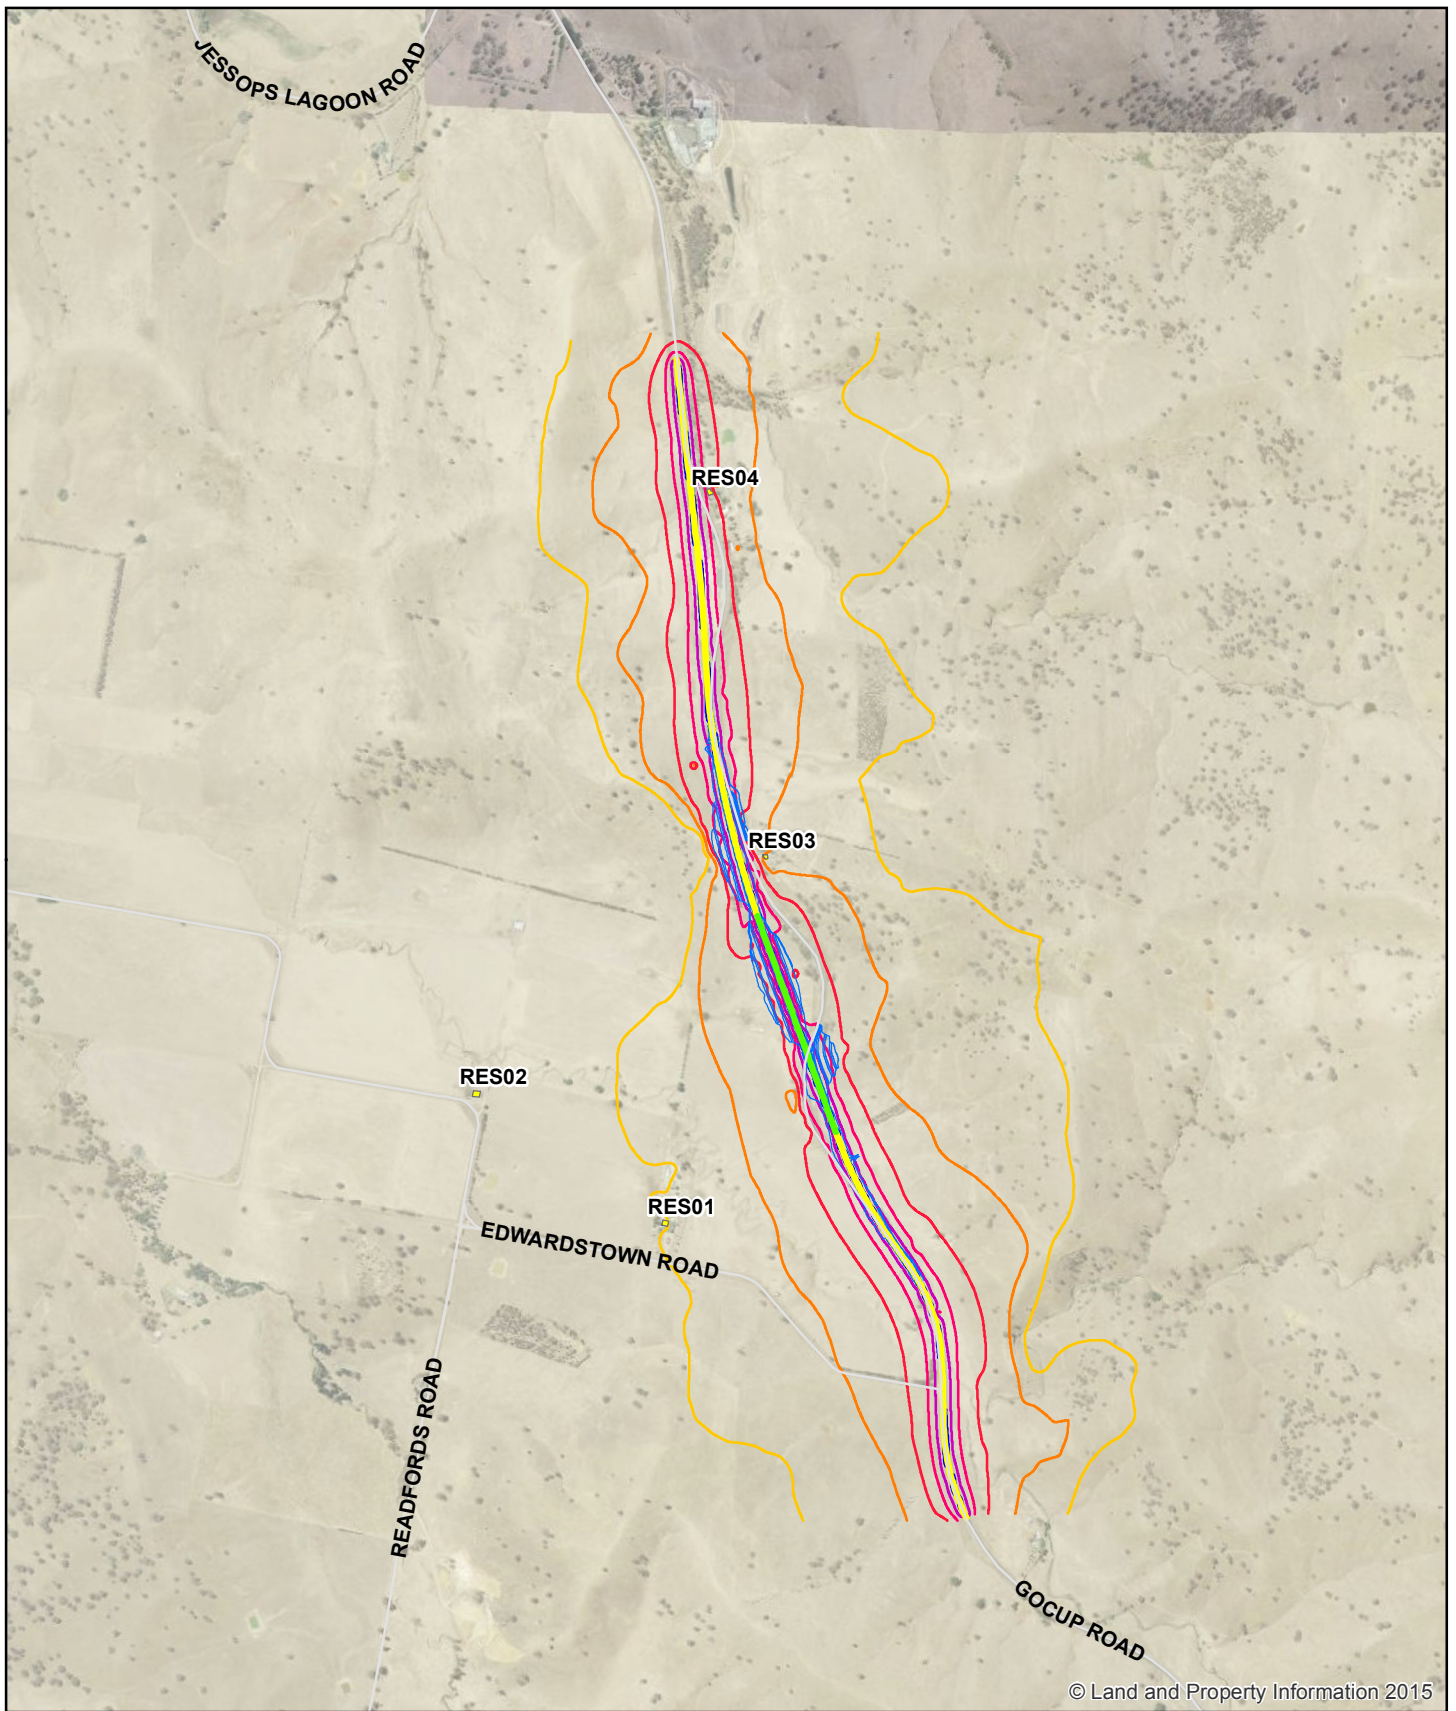 JESSOPS LAGOON ROAD
RES04
RES03
RES02
RES01
EDWARDSTOWN ROAD
READFORDS ROAD
GOCUP ROAD
© Land and Property Information 2015